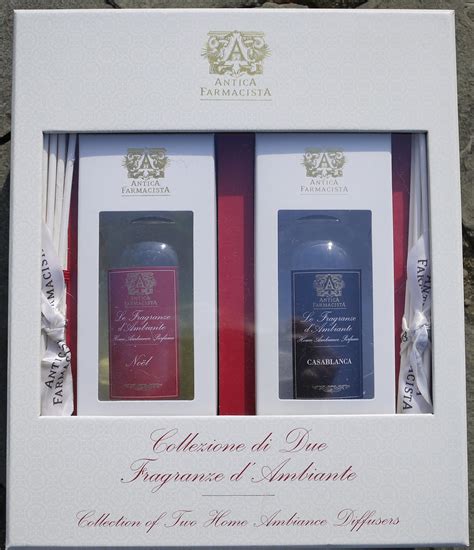 A
ANTICA
FARMACISTA
A
ANTICA
FARMACISTA
A
ANTICA
FARMACISTA
A
ANTICA
FARMACISTA
Le Fragranze
d'Ambiante
Home Ambiance Perfume
Noël
ANTICA
FARMACISTA
Le Fragranze
d'Ambiante
Home Ambiance Perfume
CASABLANCA
ANTICA
FARMACISTA
FARMACISTA
Collezione di Due
Fragranze d'Ambiante
Collection of Two Home Ambiance Diffusers